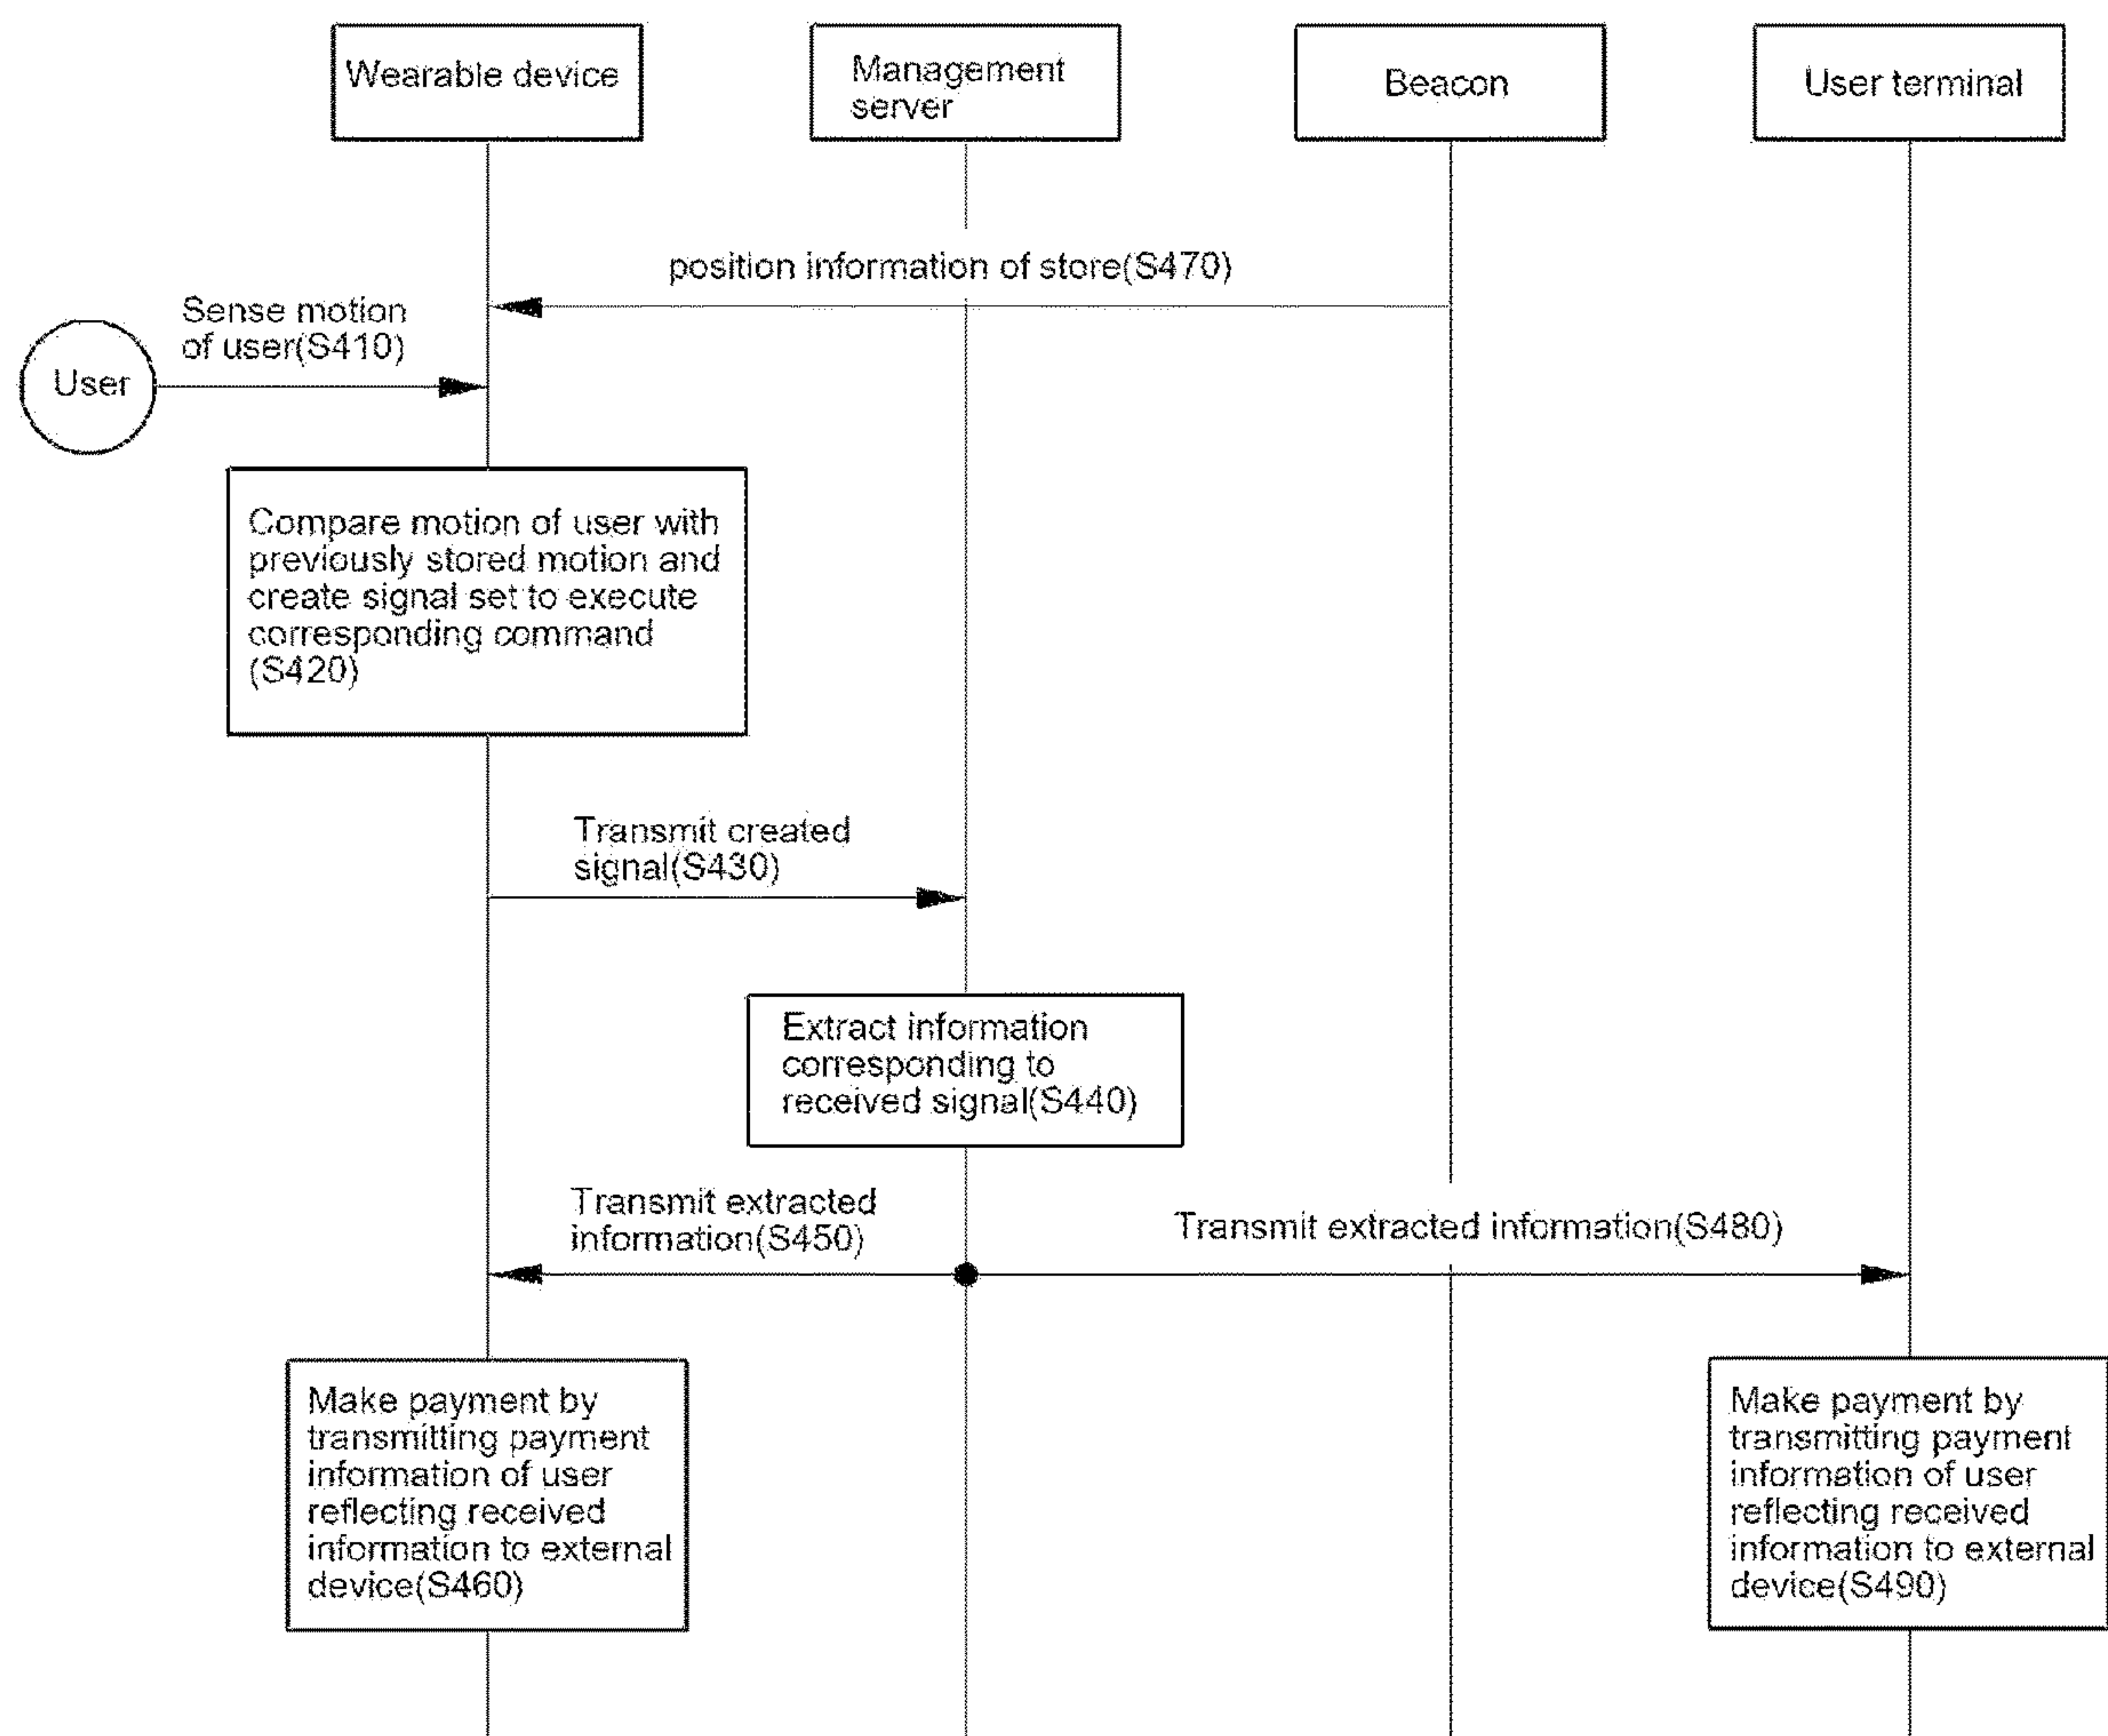 Wearable device
Management
server
Beacon
User terminal
position information of store(S470)
Sense motion
of user(S410)
User
Compare motion of user with
previously stored motion and
create signal set to execute
corresponding command
(S420)
Transmit created
signal(S430)
Extract information
corresponding to
received signal(S440)
Transmit extracted
information(S450)
Transmit extracted information(S480)
Make payment by
transmitting payment
information of user
reflecting received
information to external
device(S460)
Make payment by
transmitting payment
information of user
reflecting received
information to external
device(S490)